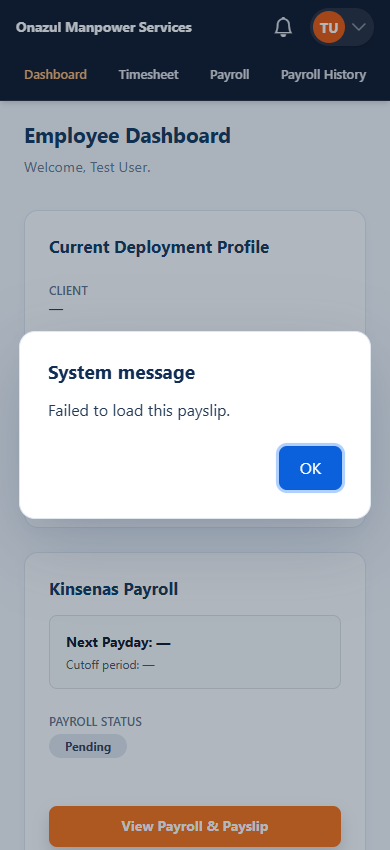 Onazul Manpower Services
TU
Dashboard Timesheet Payroll Payroll History
Employee Dashboard
Welcome, Test User.
Current Deployment Profile
CLIENT
—
System message
Failed to load this payslip.
OK
Kinsenas Payroll
Next Payday: —
Cutoff period: —
PAYROLL STATUS
Pending
View Payroll & Payslip